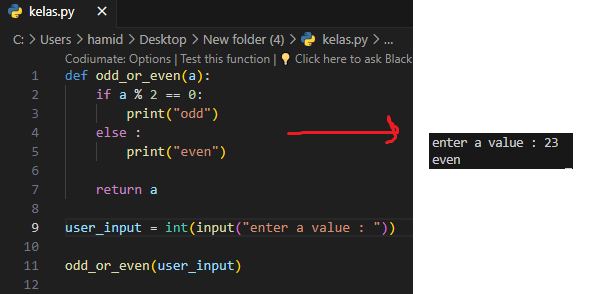 kelas.py
C: > Users > hamid > Desktop > New folder (4) > kelas.py > ...
Codiumate: Options | Test this function | 💡 Click here to ask Black
1 def odd_or_even(a):
2     if a % 2 == 0:
3         print("odd")
4     else :
5         print("even")
6
7     return a
8
9 user_input = int(input("enter a value : "))
10
11 odd_or_even(user_input)
12
enter a value : 23
even